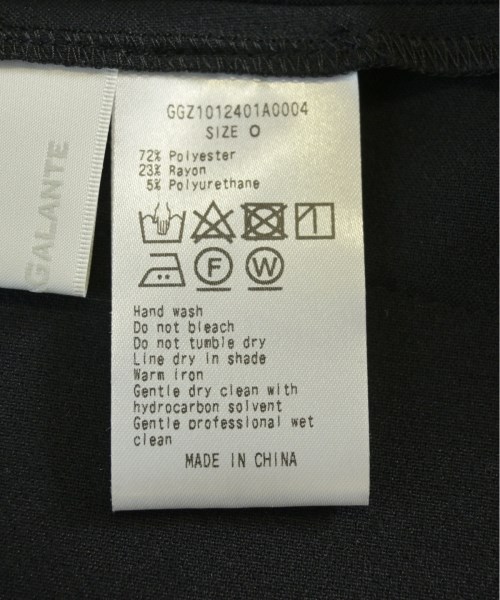 GALANTE
GGZ1012401A0004
SIZE O
72% Polyester
23% Rayon
5% Polyurethane
F W
Hand wash
Do not bleach
Do not tumble dry
Line dry in shade
Warm iron
Gentle dry clean with
hydrocarbon solvent
Gentle professional wet
clean
MADE IN CHINA